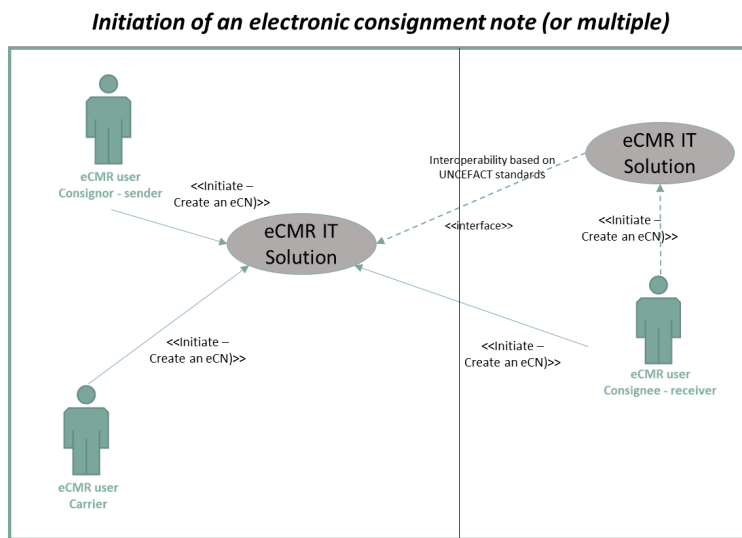 Initiation of an electronic consignment note (or multiple)
eCMR user
Consignor - sender
<<Initiate –
Create an eCN)>>
eCMR IT
Solution
Interoperability based on
UNCEFACT standards
<<interface>>
eCMR IT
Solution
<<Initiate –
Create an eCN)>>
<<Initiate –
Create an eCN)>>
<<Initiate –
Create an eCN)>>
eCMR user
Consignee - receiver
eCMR user
Carrier